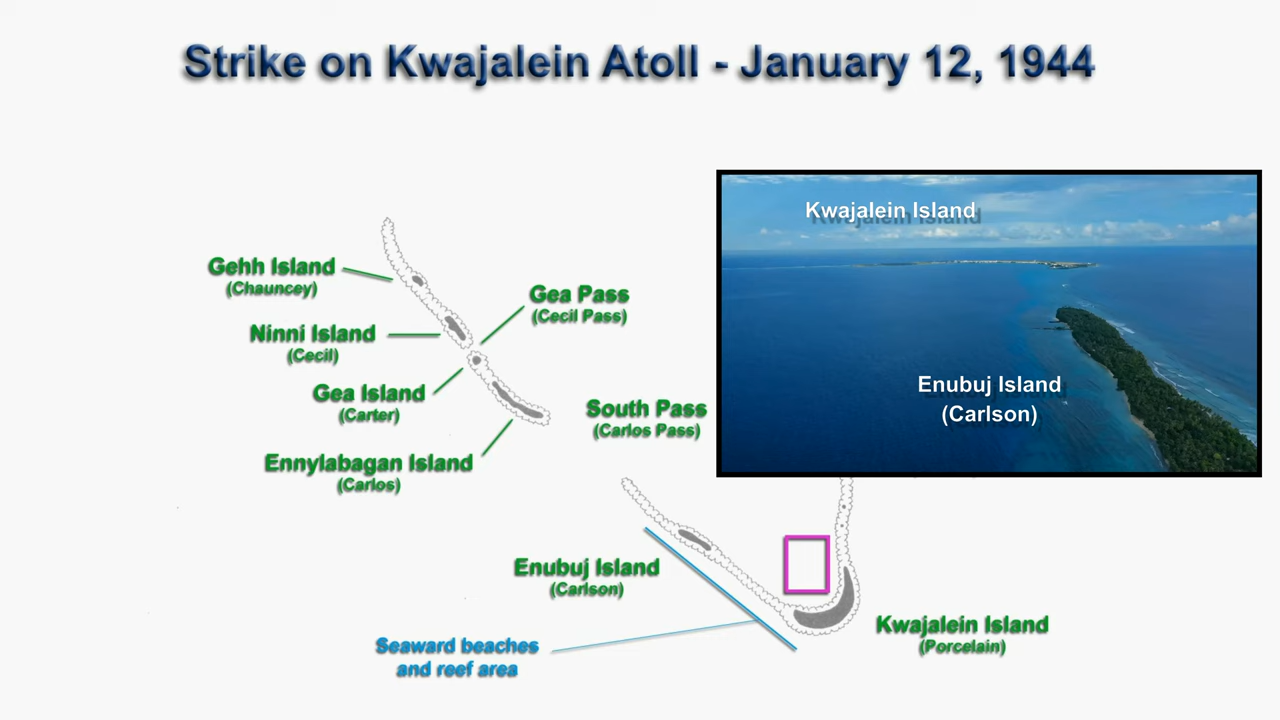 Strike on Kwajalein Atoll - January 12, 1944
Kwajalein Island
Gehh Island
(Chauncey)
Gea Pass
(Cecil Pass)
Ninni Island
(Cecil)
Gea Island
(Carter)
Enubuj Island
(Carlson)
South Pass
(Carlos Pass)
Ennylabagan Island
(Carlos)
Enubuj Island
(Carlson)
Kwajalein Island
(Porcelain)
Seaward beaches
and reef area